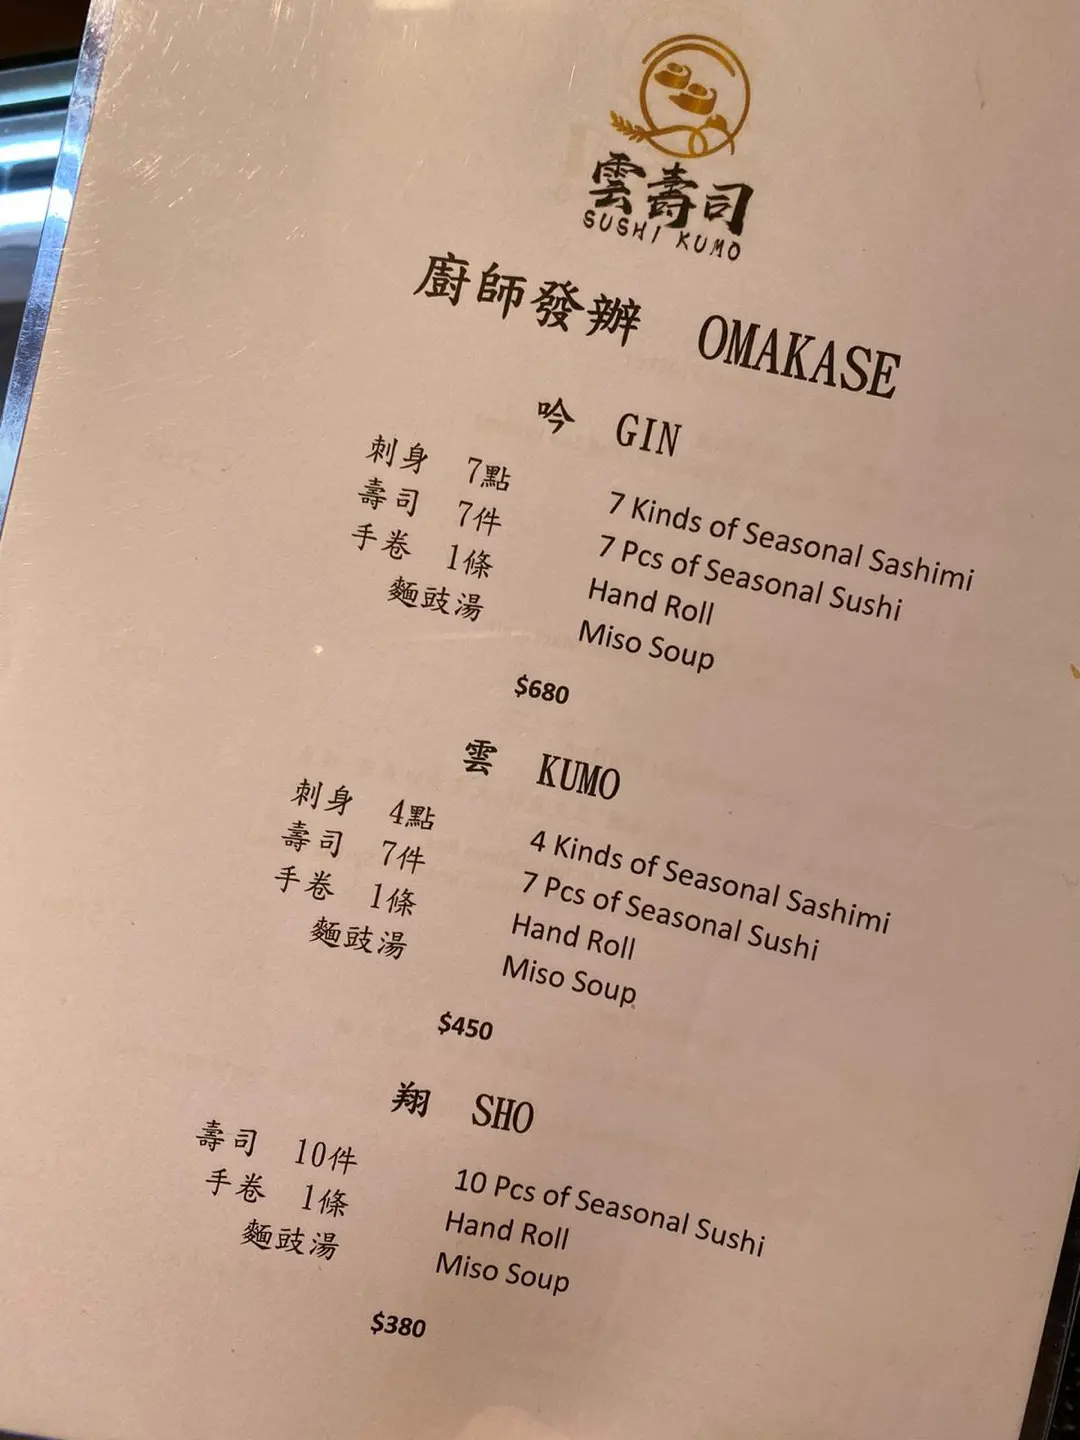 雲壽司
SUSHI KUMO
廚師發辦 OMAKASE
吟 GIN
刺身 7點 7 Kinds of Seasonal Sashimi
壽司 7件 7 Pcs of Seasonal Sushi
手卷 1條 Hand Roll
麵豉湯 Miso Soup
$680
雲 KUMO
刺身 4點 4 Kinds of Seasonal Sashimi
壽司 7件 7 Pcs of Seasonal Sushi
手卷 1條 Hand Roll
麵豉湯 Miso Soup
$450
翔 SHO
壽司 10件 10 Pcs of Seasonal Sushi
手卷 1條 Hand Roll
麵豉湯 Miso Soup
$380